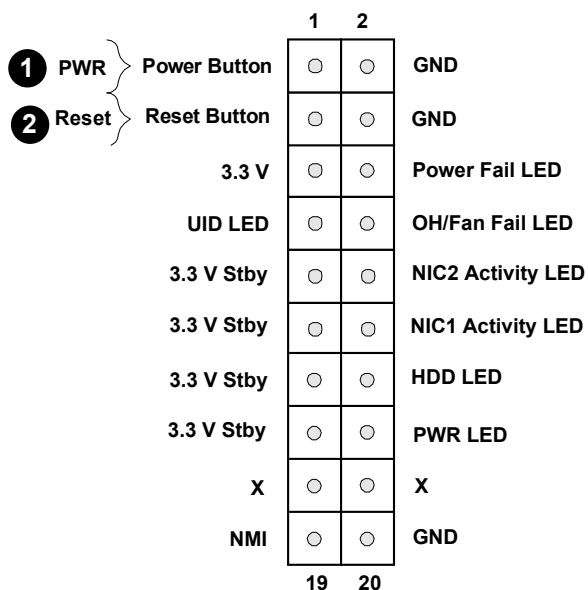 1 2
1 PWR Power Button GND
2 Reset Reset Button GND
3.3 V Power Fail LED
UID LED OH/Fan Fail LED
3.3 V Stby NIC2 Activity LED
3.3 V Stby NIC1 Activity LED
3.3 V Stby HDD LED
3.3 V Stby PWR LED
X X
NMI GND
19 20